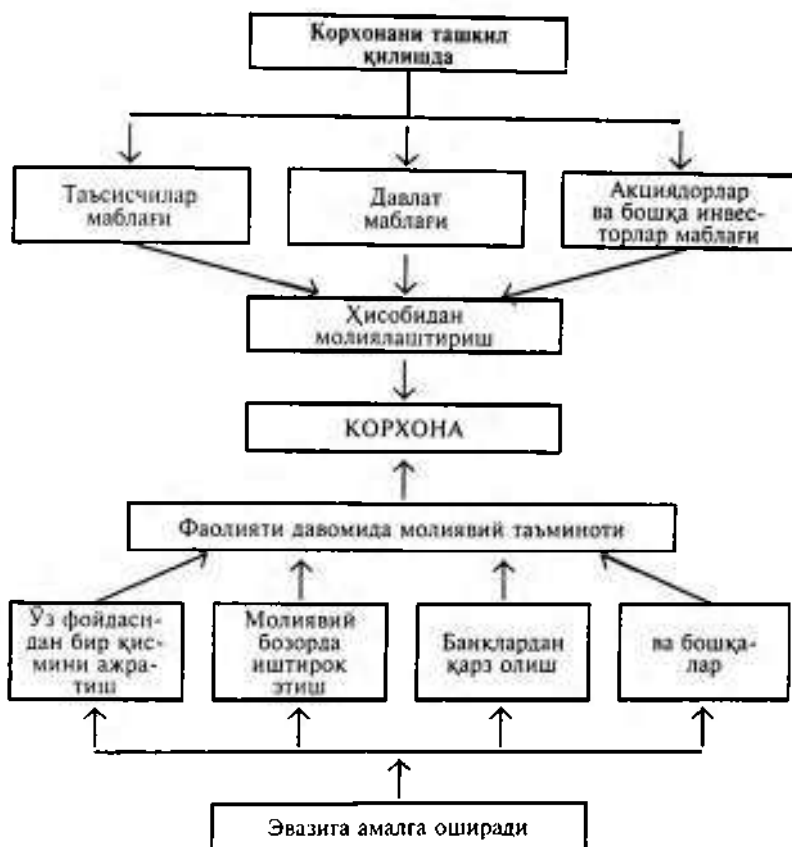 Корхонани ташкил
қилишда
Таъсисчилар
маблағи
Давлат
маблағи
Акциядорлар
ва бошқа инвес-
торлар маблағи
Ҳисобидан
молиялаштириш
КОРХОНА
Фаолияти давомида молиявий таъминоти
Ўз фойдаси-
дан бир қис-
мини ажра-
тиш
Молиявий
бозорда
иштирок
этиш
Банклардан
қарз олиш
ва бошқа-
лар
Эвазига амалга оширади